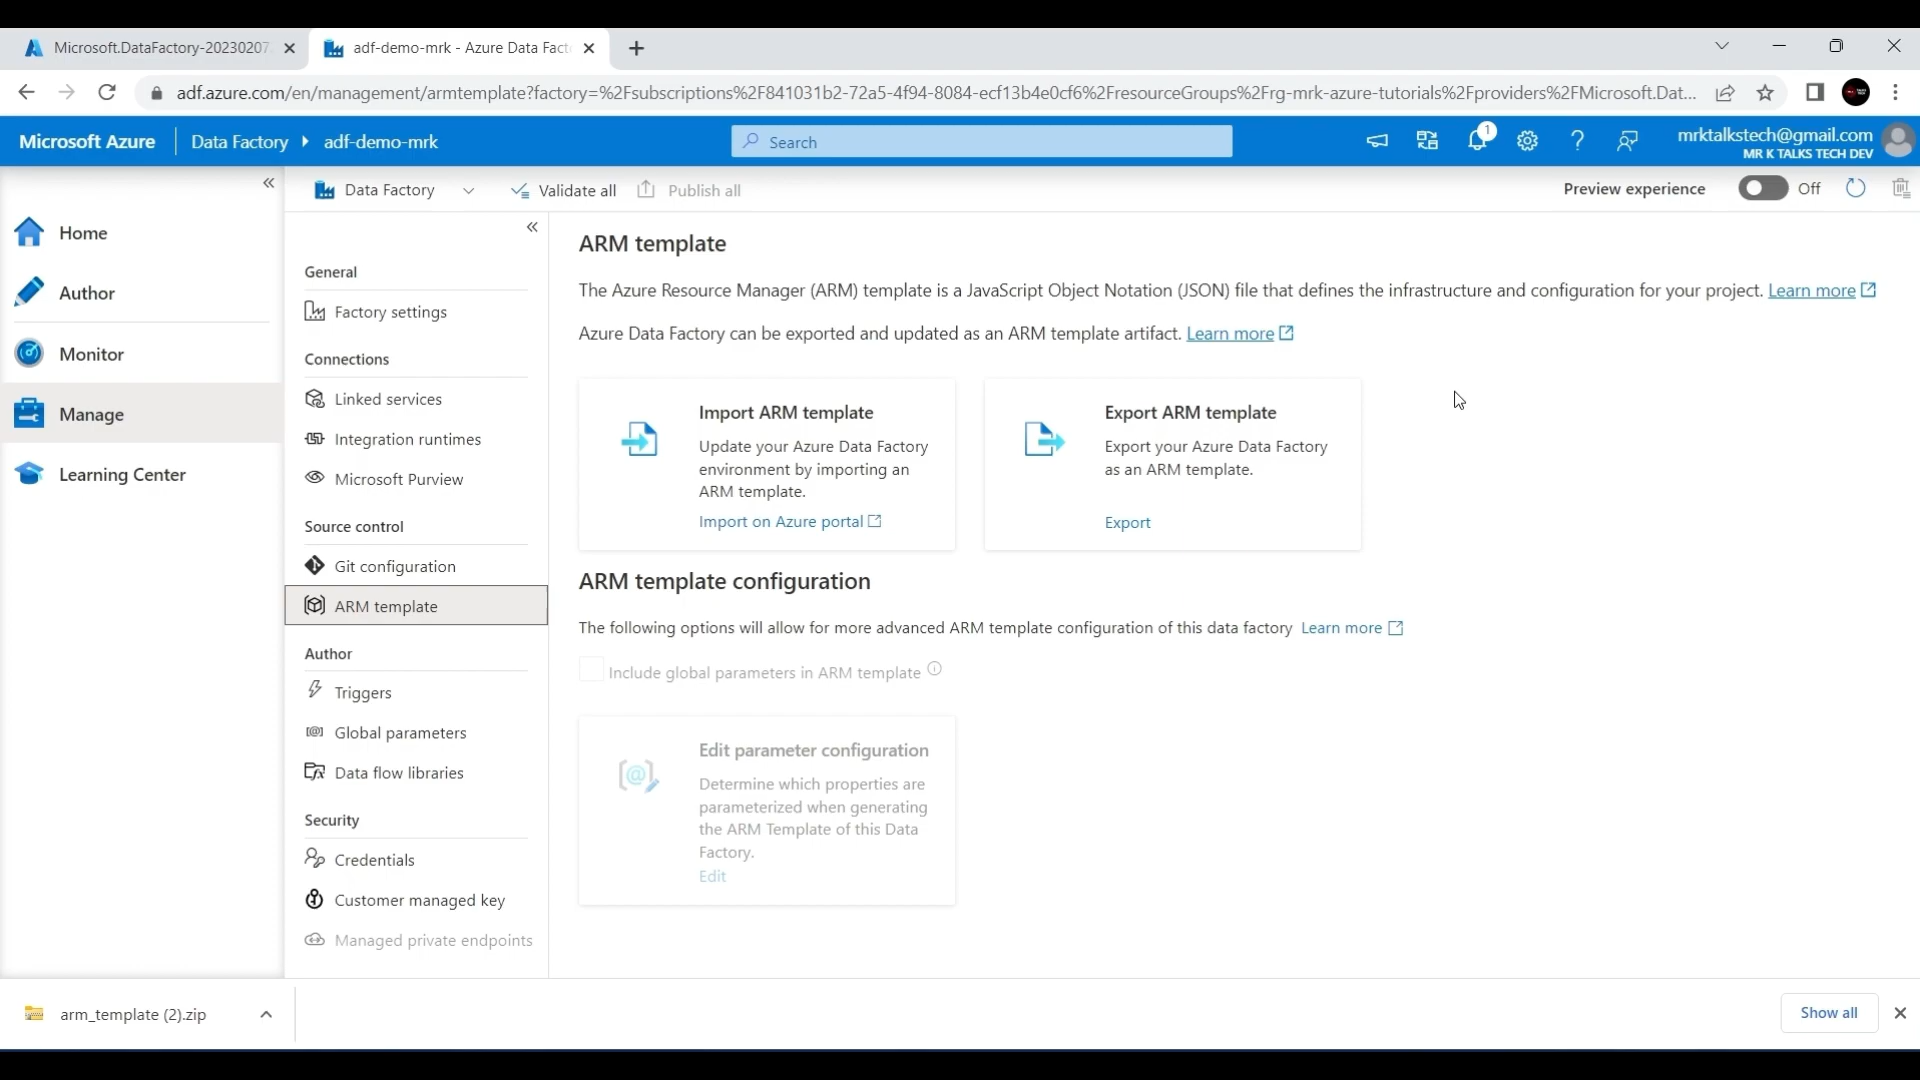 Microsoft.DataFactory-20230207
adf-demo-mrk - Azure Data Fact
adf.azure.com/en/management/armtemplate?factory=%2Fsubscriptions%2F841031b2-72a5-4f94-8084-ecf13b4e0cf6%2FresourceGroups%2Frg-mrk-azure-tutorials%2Fproviders%2FMicrosoft.Dat...
Microsoft Azure
Data Factory
adf-demo-mrk
Search
1
mrktalkstech@gmail.com
MR K TALKS TECH DEV
Data Factory
Validate all
Publish all
Preview experience
Off
Home
Author
Monitor
Manage
Learning Center
General
Factory settings
Connections
Linked services
Integration runtimes
Microsoft Purview
Source control
Git configuration
ARM template
Author
Triggers
Global parameters
Data flow libraries
Security
Credentials
Customer managed key
Managed private endpoints
ARM template
The Azure Resource Manager (ARM) template is a JavaScript Object Notation (JSON) file that defines the infrastructure and configuration for your project. Learn more
Azure Data Factory can be exported and updated as an ARM template artifact. Learn more
Import ARM template
Update your Azure Data Factory
environment by importing an
ARM template.
Import on Azure portal
Export ARM template
Export your Azure Data Factory
as an ARM template.
Export
ARM template configuration
The following options will allow for more advanced ARM template configuration of this data factory Learn more
Include global parameters in ARM template
Edit parameter configuration
Determine which properties are
parameterized when generating
the ARM Template of this Data
Factory.
Edit
arm_template (2).zip
Show all